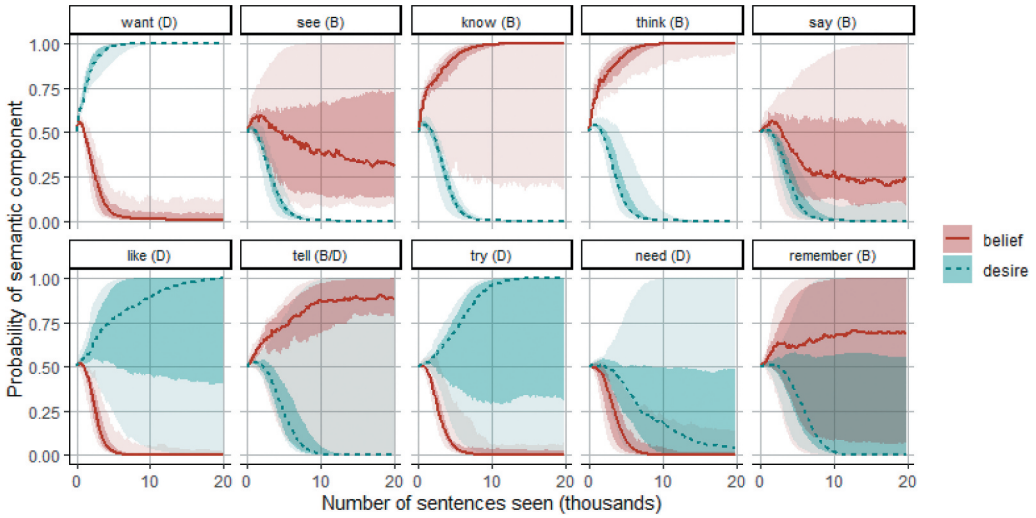 want (D) see (B) know (B) think (B) say (B)
1.00
0.75
0.50
0.25
0.00
like (D) tell (B/D) try (D) need (D) remember (B)
1.00
0.75
0.50
0.25
0.00
0 10 20 0 10 20 0 10 20 0 10 20 0 10 20
Probability of semantic component
Number of sentences seen (thousands)
belief
desire